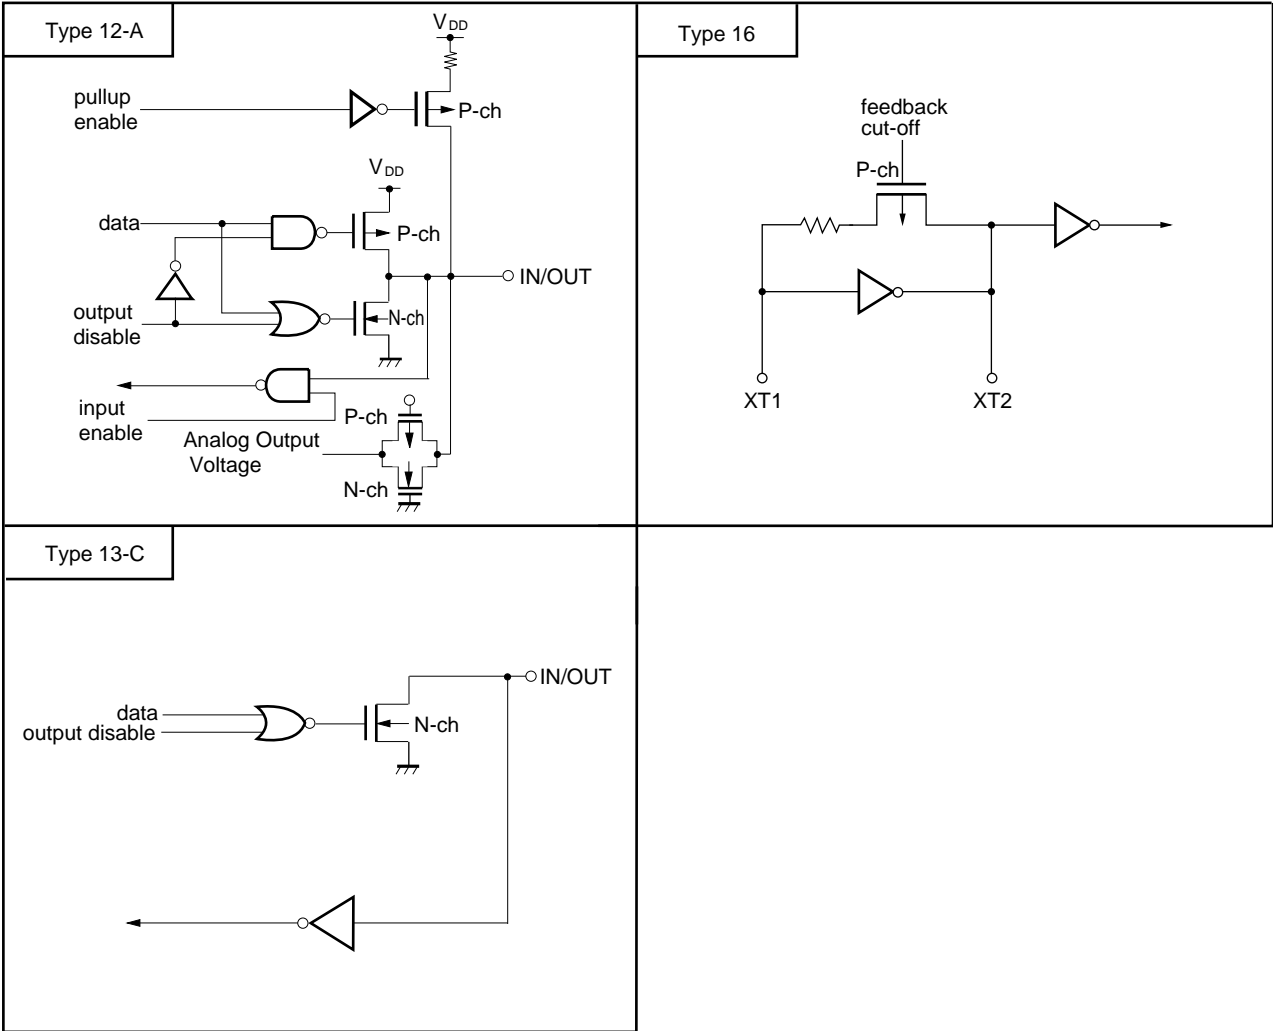 Type 12-A
VDD
pullup
enable
P-ch
VDD
data
P-ch
IN/OUT
output
disable
N-ch
input
enable
P-ch
Analog Output
Voltage
N-ch
Type 16
feedback
cut-off
P-ch
XT1
XT2
Type 13-C
IN/OUT
data
output disable
N-ch